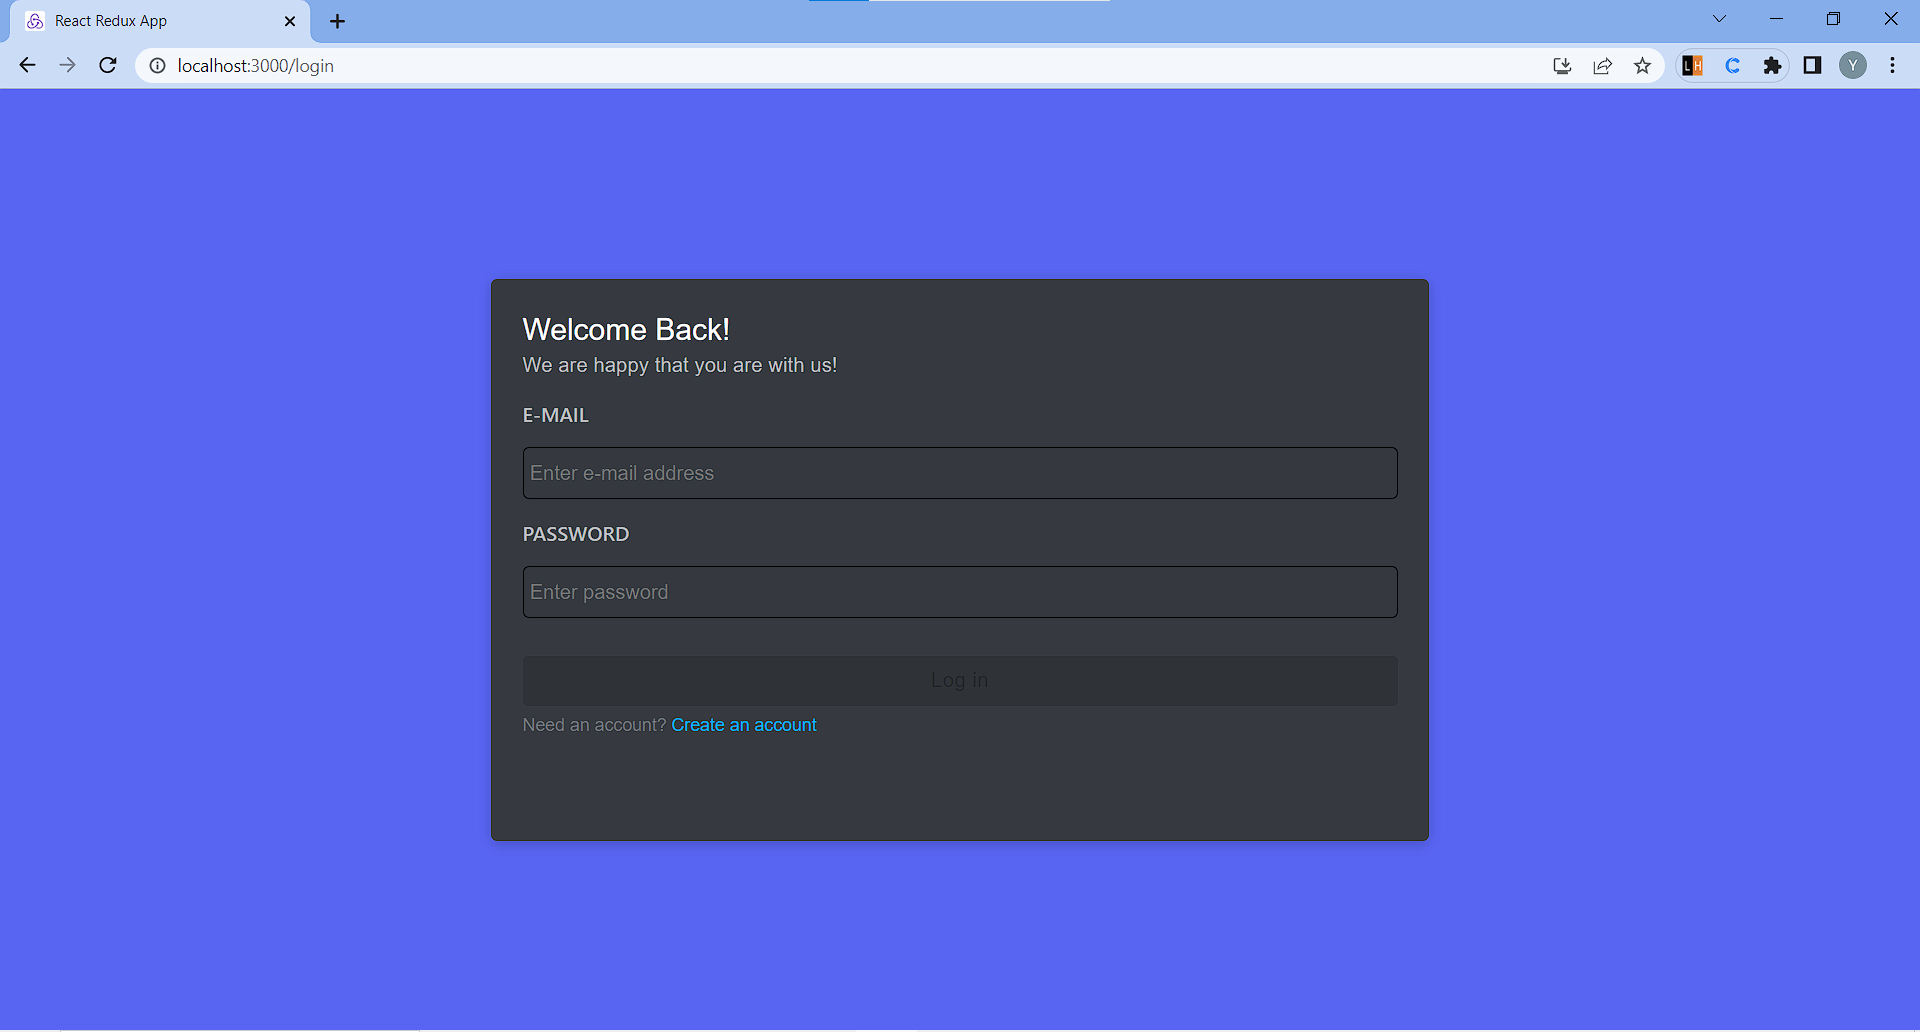 React Redux App
localhost:3000/login
LH
C
Y
Welcome Back!
We are happy that you are with us!
E-MAIL
Enter e-mail address
PASSWORD
Enter password
Log in
Need an account? Create an account